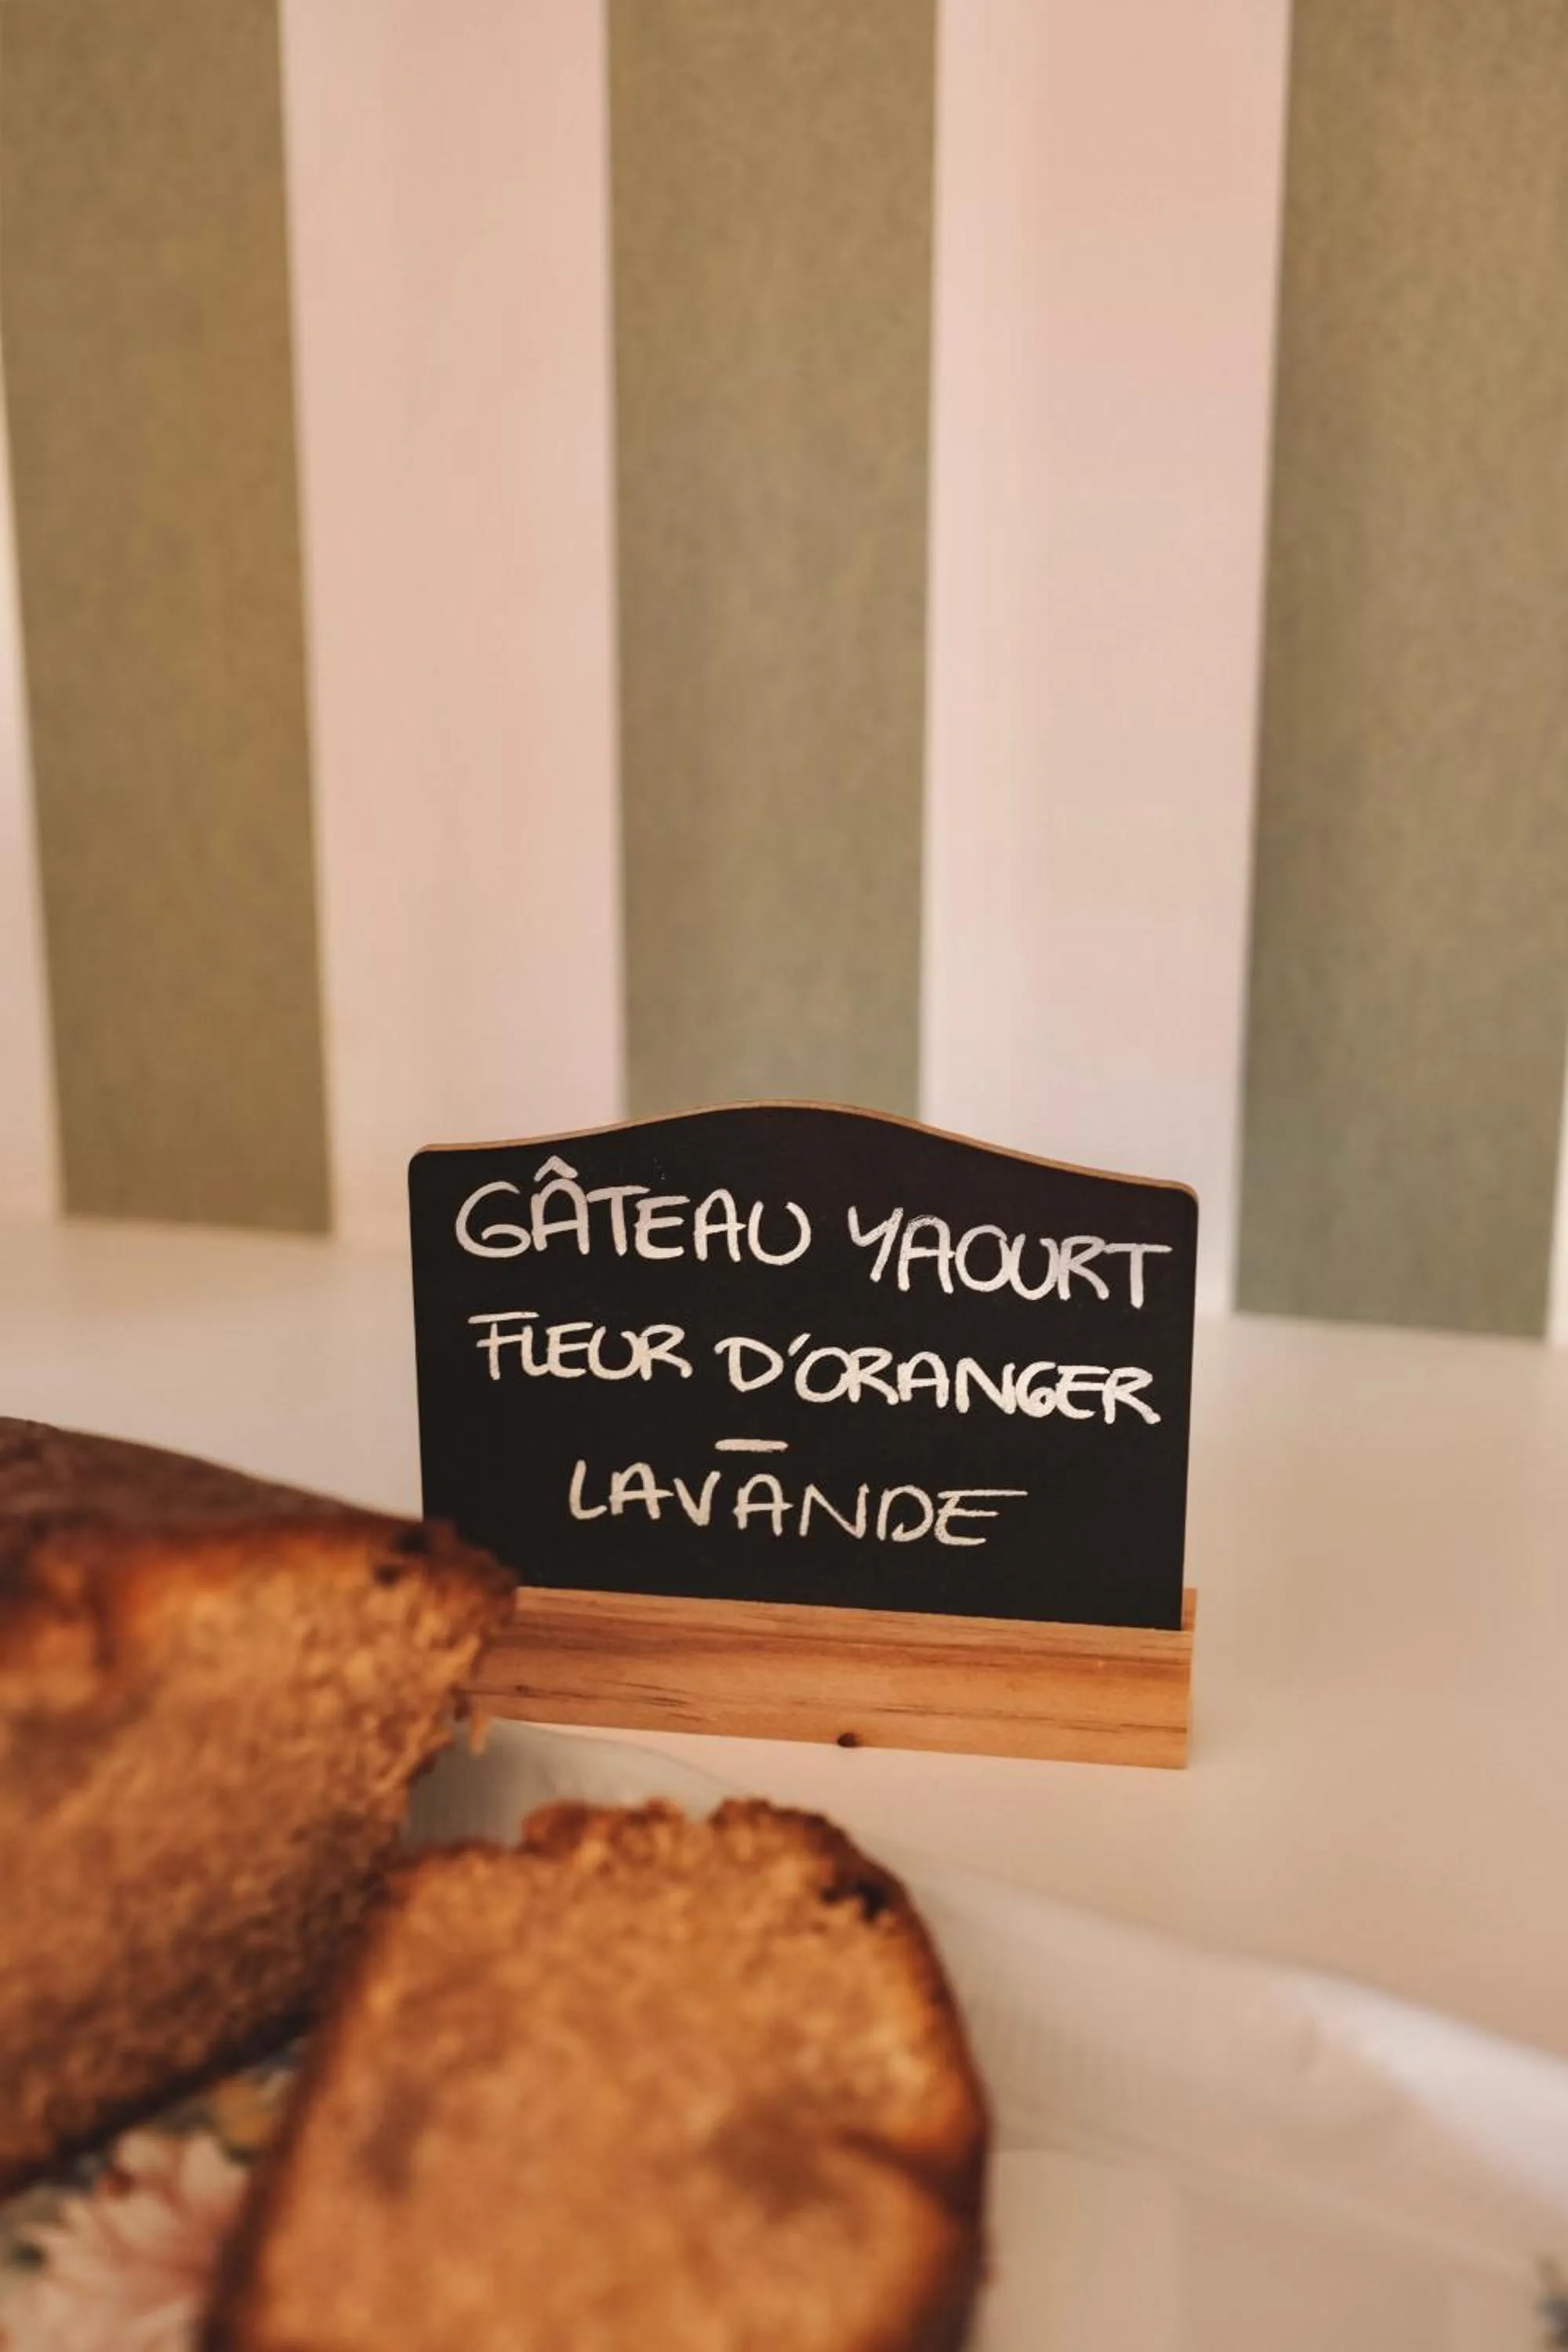 GÂTEAU YAOURT
FLEUR D'ORANGER
–
LAVANDE